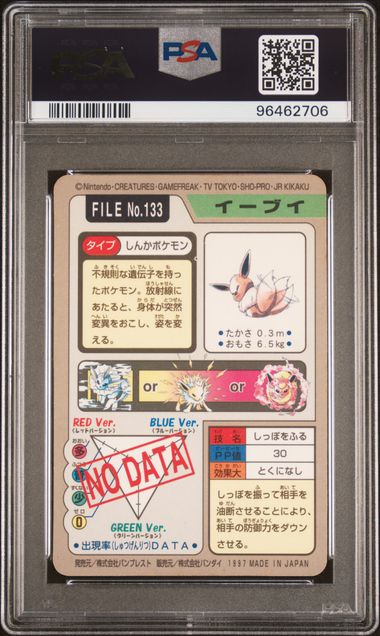 PSA
PSA
96462706
©Nintendo・CREATURES・GAMEFREAK・TV TOKYO・SHO-PRO・JR KIKAKU
FILE No.133
イーブイ
タイプ しんかポケモン
不規則な遺伝子を持っ
たポケモン。放射線に
あたると、身体が突然
変異をおこし、姿を変
える。
●たかさ 0.3m●
●おもさ 6.5kg●
or or
RED Ver.
(レッドバージョン)
BLUE Ver.
(ブルーバージョン)
おおい
多
少
ゼロ
0
NO DATA
GREEN Ver.
(グリーンバージョン)
●出現率(しゅつげんりつ)DATA●
技名 しっぽをふる
PP値 30
効果大 とくになし
しっぽを振って相手を
油断させることにより、
相手の防御力をダウン
させる。
発売元/株式会社バンプレスト 販売元/株式会社バンダイ 1997 MADE IN JAPAN